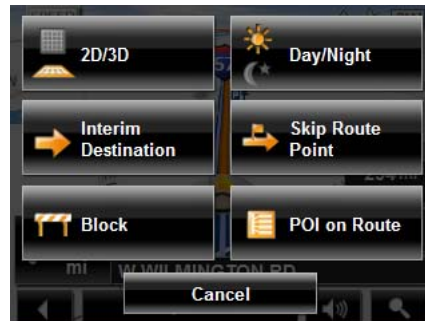 2D/3D
Day/Night
Interim
Destination
Skip Route
Point
Block
POI on Route
mi
W WILMINGTON RD
Cancel